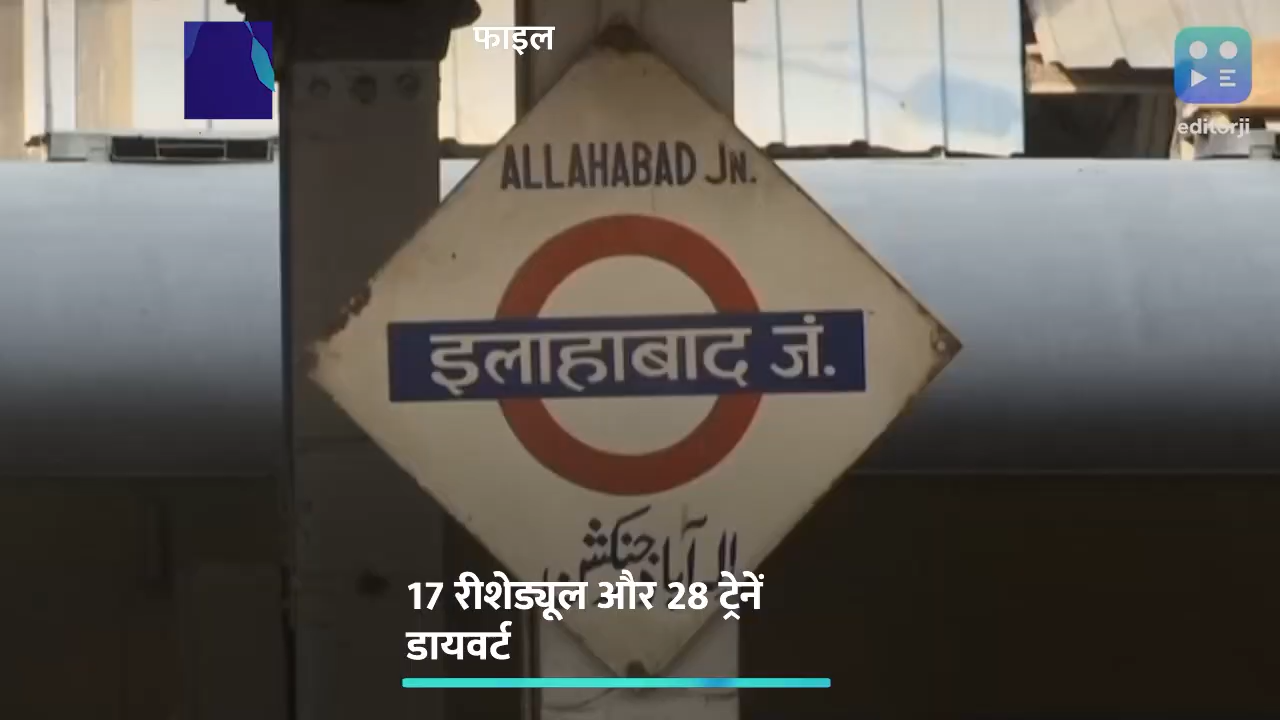 फाइल
editorji
ALLAHABAD JN.
इलाहाबाद जं.
17 रीशेड्यूल और 28 ट्रेनें
डायवर्ट